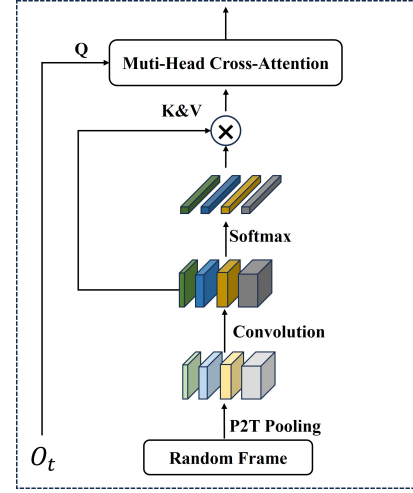 Q
Muti-Head Cross-Attention
K&V
×
Softmax
Convolution
P2T Pooling
O_t
Random Frame